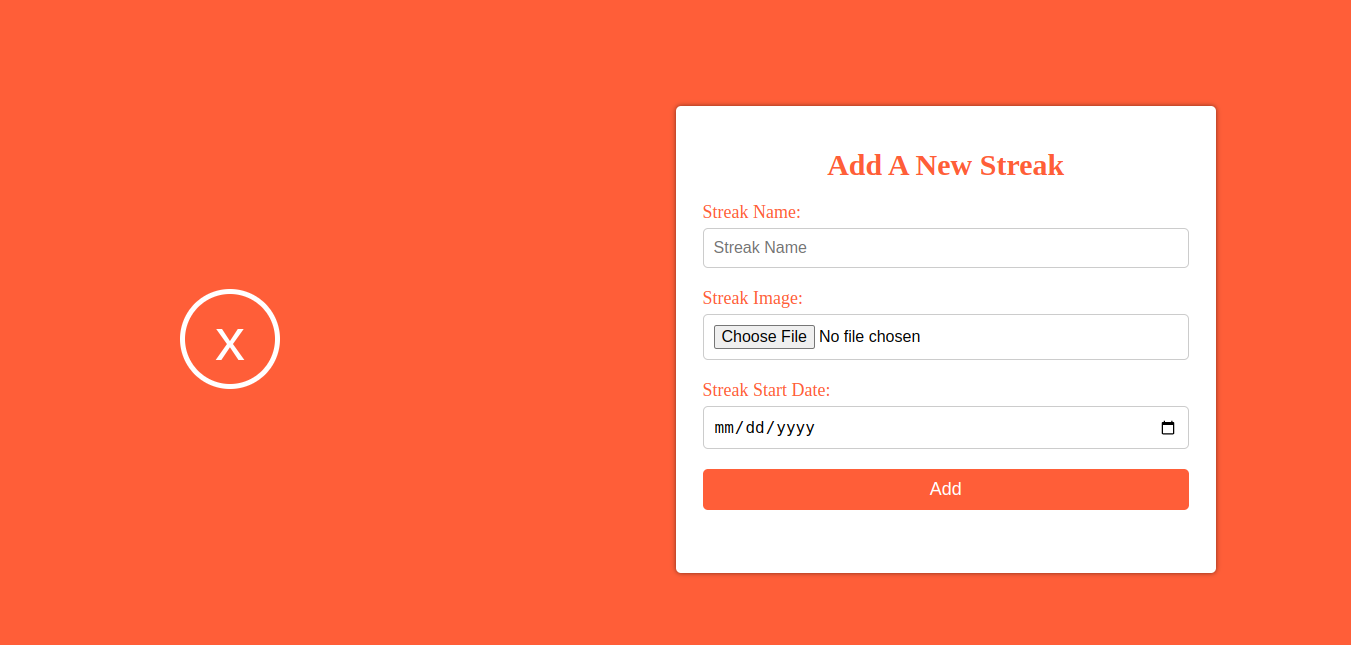 x
Add A New Streak
Streak Name:
Streak Name
Streak Image:
Choose File No file chosen
Streak Start Date:
mm/dd/yyyy
Add